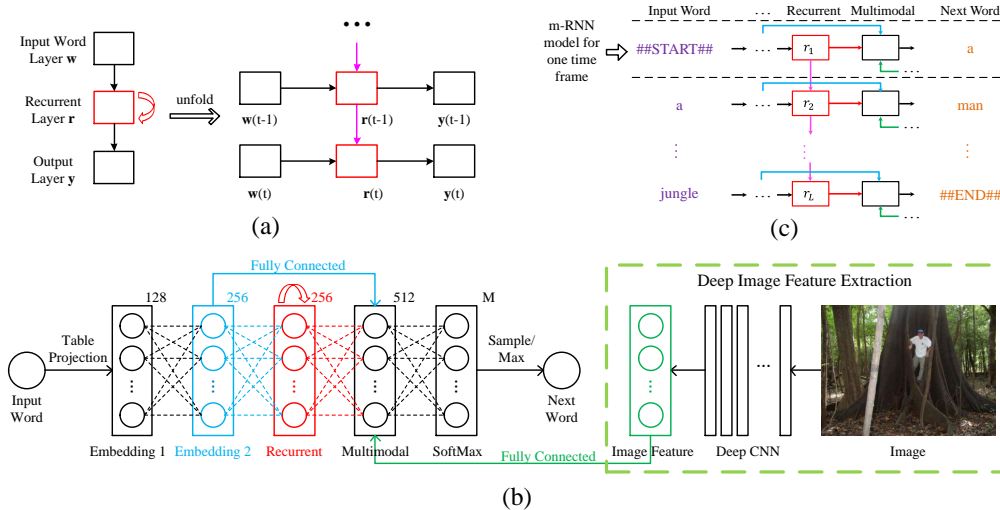 Input Word
Layer w
Recurrent
Layer r
Output
Layer y
unfold
w(t-1)
r(t-1)
y(t-1)
w(t)
r(t)
y(t)
(a)
Input Word
Recurrent
Multimodal
Next Word
m-RNN
model for
one time
frame
##START##
...
r1
a
...
a
...
r2
man
...
jungle
...
rL
##END##
...
(c)
Fully Connected
128
256
256
512
M
Table
Projection
Sample/
Max
Input
Word
Next
Word
Embedding 1
Embedding 2
Recurrent
Multimodal
SoftMax
Fully Connected
Deep Image Feature Extraction
Image Feature
Deep CNN
Image
(b)